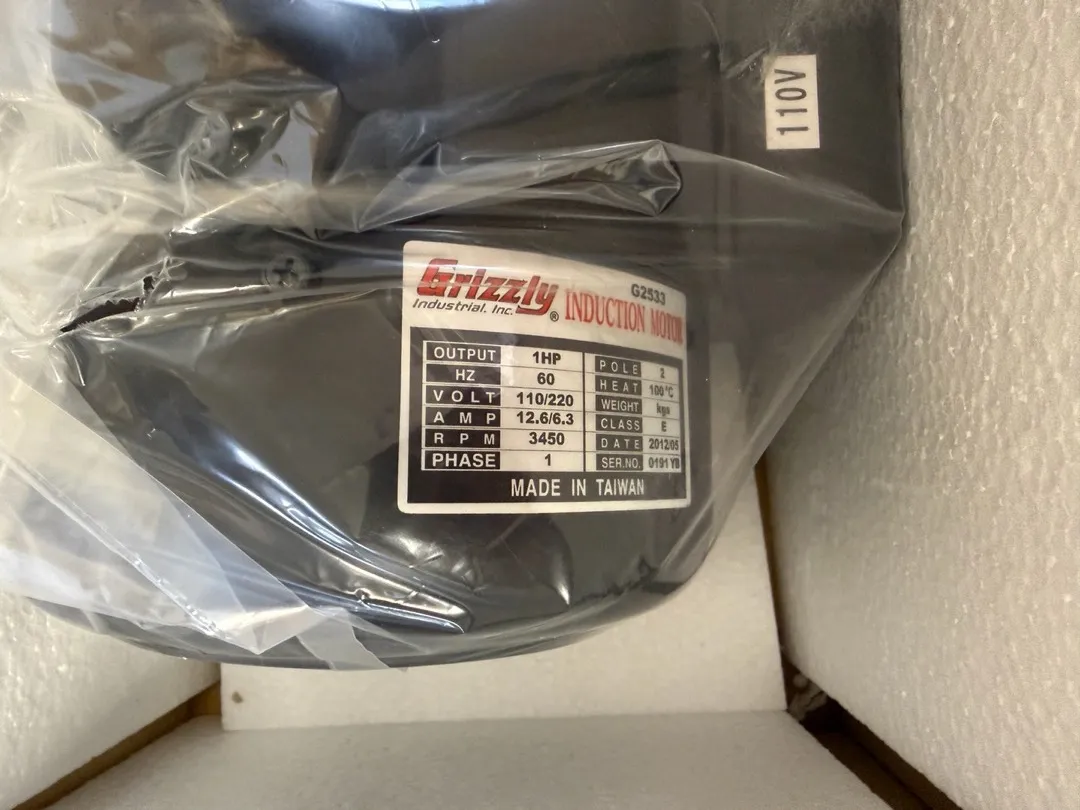 110V
Grizzly
Industrial, Inc.®
G2533
INDUCTION MOTOR
OUTPUT 1HP
HZ 60
VOLT 110/220
AMP 12.6/6.3
RPM 3450
PHASE 1
POLE 2
HEAT 100°C
WEIGHT kgs
CLASS E
DATE 2012/05
SER.NO. 0191 YB
MADE IN TAIWAN